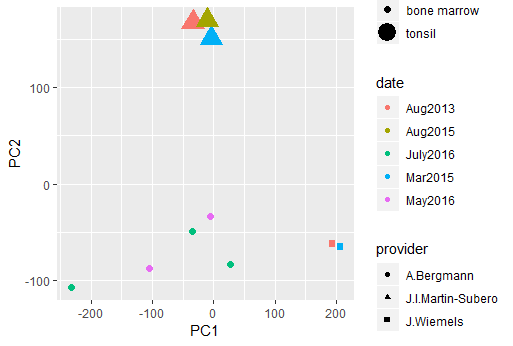 bone marrow
tonsil
date
Aug2013
Aug2015
July2016
Mar2015
May2016
provider
A.Bergmann
J.I.Martin-Subero
J.Wiemels
PC2
100
0
-100
-200
-100
0
100
200
PC1